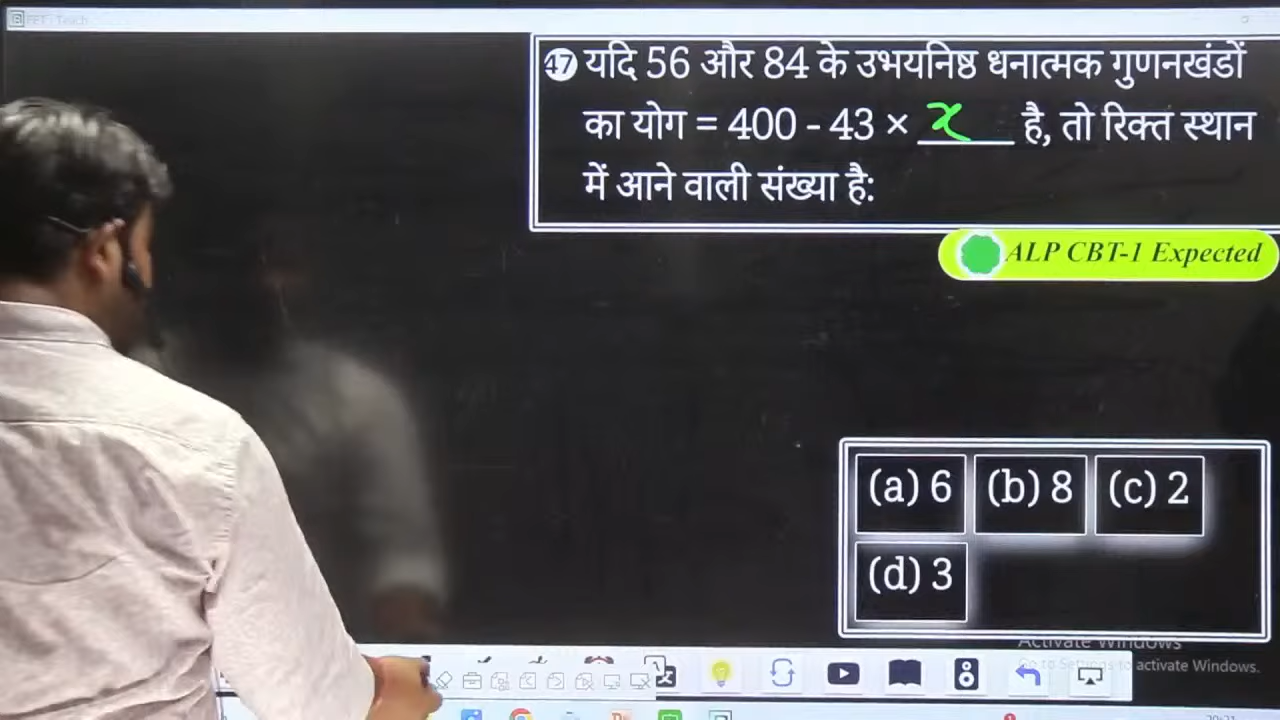 47 यदि 56 और 84 के उभयनिष्ठ धनात्मक गुणनखंडों
का योग = 400 - 43 × x है, तो रिक्त स्थान
में आने वाली संख्या है:
ALP CBT-1 Expected
(a) 6 (b) 8 (c) 2
(d) 3
Activate Windows
Go to Settings to activate Windows.